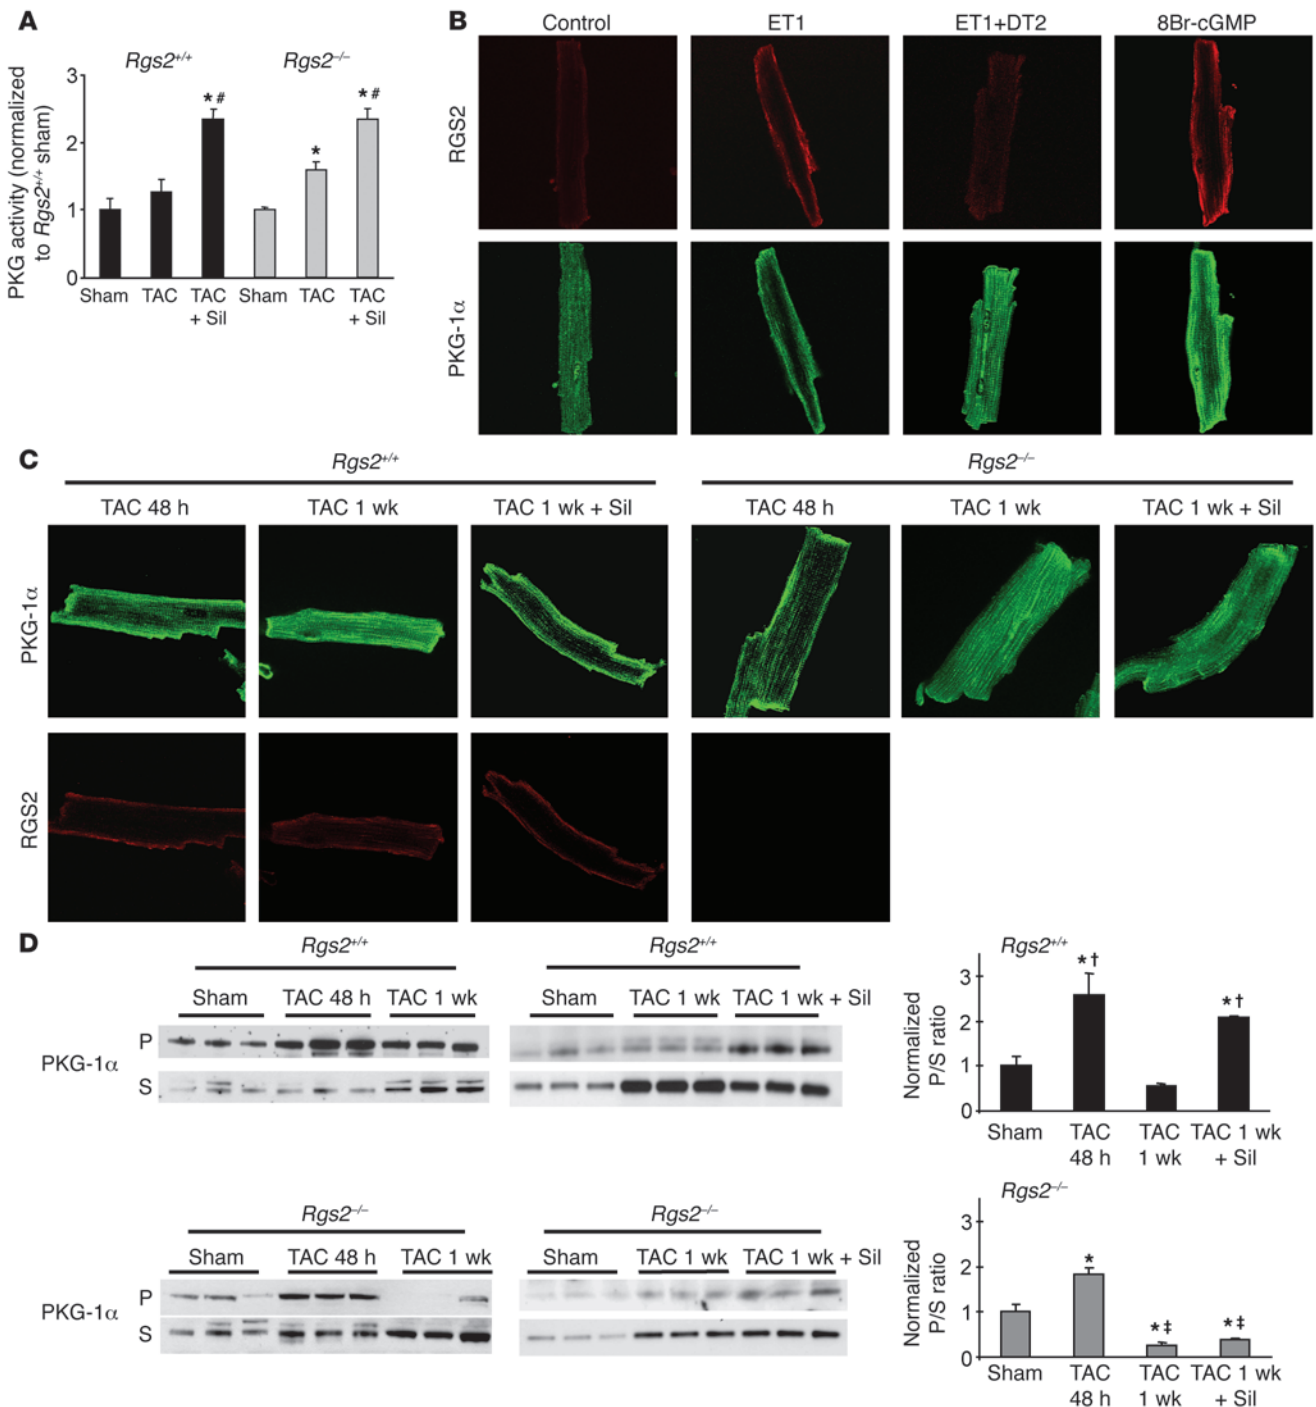 A
Rgs2+/+ Rgs2–/–
PKG activity (normalized
to Rgs2+/+ sham)
3
2
1
0
* #
*
* #
Sham TAC TAC Sham TAC TAC
+ Sil + Sil
B
Control ET1 ET1+DT2 8Br-cGMP
RGS2
PKG-1α
C
Rgs2+/+ Rgs2–/–
TAC 48 h TAC 1 wk TAC 1 wk + Sil TAC 48 h TAC 1 wk TAC 1 wk + Sil
PKG-1α
RGS2
D
Rgs2+/+ Rgs2+/+
Sham TAC 48 h TAC 1 wk Sham TAC 1 wk TAC 1 wk + Sil
PKG-1α
P
S
Rgs2+/+
Normalized
P/S ratio
3
2
1
0
*†
*†
Sham TAC TAC TAC 1 wk
48 h 1 wk + Sil
Rgs2–/– Rgs2–/–
Sham TAC 48 h TAC 1 wk Sham TAC 1 wk TAC 1 wk + Sil
PKG-1α
P
S
Rgs2–/–
Normalized
P/S ratio
3
2
1
0
*
*‡
*‡
Sham TAC TAC TAC 1 wk
48 h 1 wk + Sil